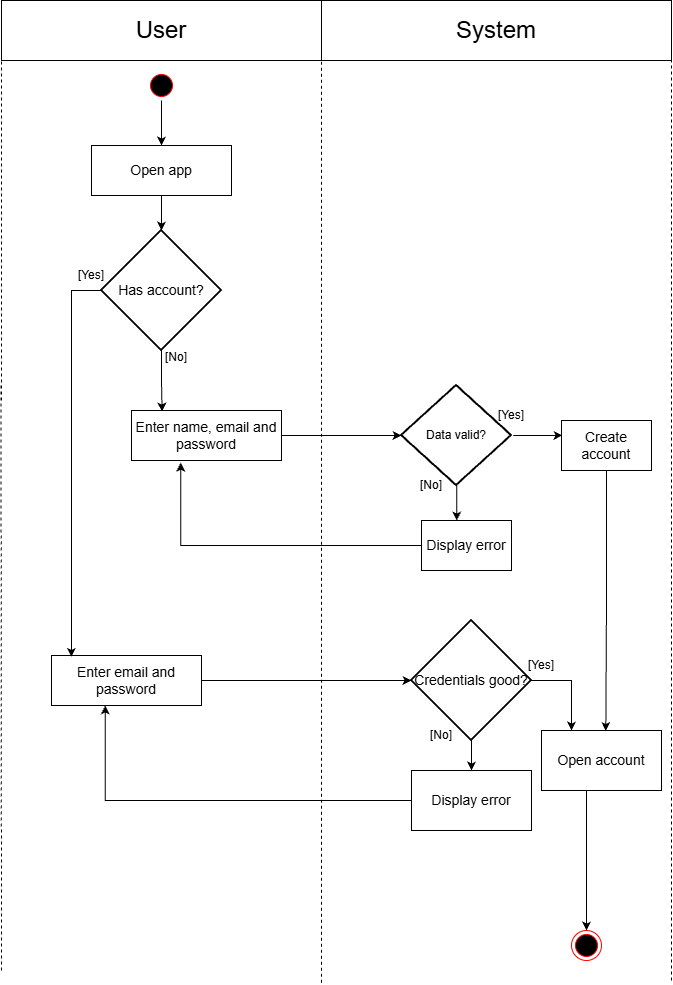 User
System
Open app
[Yes]
Has account?
[No]
Enter name, email and
password
Data valid?
[Yes]
Create
account
[No]
Display error
Enter email and
password
Credentials good?
[Yes]
[No]
Open account
Display error